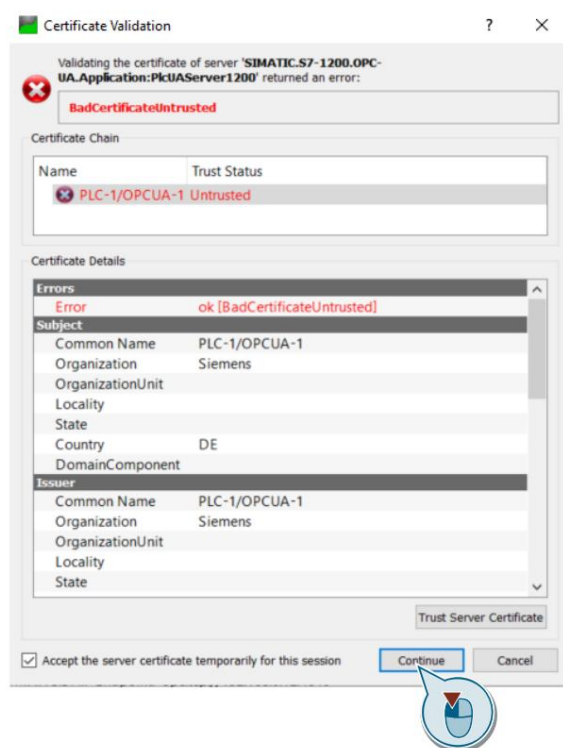 Certificate Validation ? ×
Validating the certificate of server 'SIMATIC.S7-1200.OPC-
UA.Application:PlcUAServer1200' returned an error:
BadCertificateUntrusted
Certificate Chain
Name Trust Status
PLC-1/OPCUA-1 Untrusted
Certificate Details
Errors
Error ok [BadCertificateUntrusted]
Subject
Common Name PLC-1/OPCUA-1
Organization Siemens
OrganizationUnit
Locality
State
Country DE
DomainComponent
Issuer
Common Name PLC-1/OPCUA-1
Organization Siemens
OrganizationUnit
Locality
State
Trust Server Certificate
Accept the server certificate temporarily for this session Continue Cancel